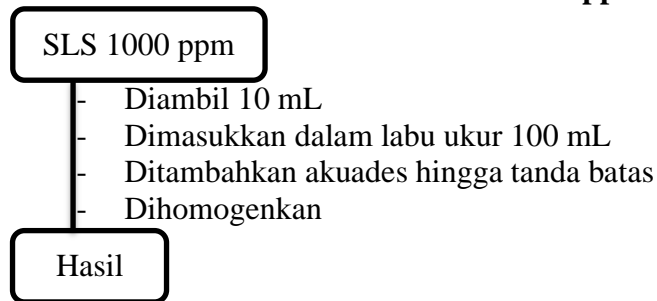 SLS 1000 ppm
- Diambil 10 mL
- Dimasukkan dalam labu ukur 100 mL
- Ditambahkan akuades hingga tanda batas
- Dihomogenkan
Hasil